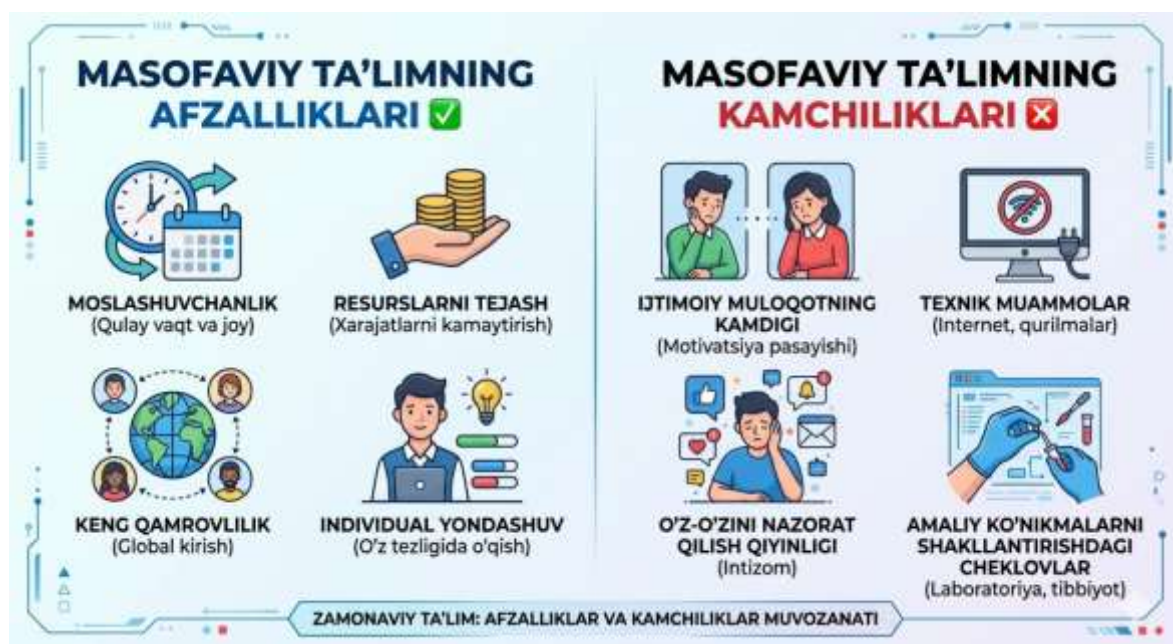 MASOFAVIY TA'LIMNING
AFZALLIKLARI ✅
MOSLASHUVCHANLIK
(Qulay vaqt va joy)
RESURSLARNI TEJASH
(Xarajatlarni kamaytirish)
KENG QAMROVLILIK
(Global kirish)
INDIVIDUAL YONDASHUV
(O'z tezligida o'qish)
MASOFAVIY TA'LIMNING
KAMCHILIKLARI ❌
IJTIMOIY MULOQOTNING
KAMDIGI
(Motivatsiya pasayishi)
TEXNIK MUAMMOLAR
(Internet, qurilmalar)
O'Z-O'ZINI NAZORAT
QILISH QIYINLIGI
(Intizom)
AMALIY KO'NIKMALARNI
SHAKLLANTIRISHDAGI
CHEKLOVLAR
(Laboratoriya, tibbiyot)
ZAMONAVIY TA'LIM: AFZALLIKLAR VA KAMCHILIKLAR MUVOZANATI